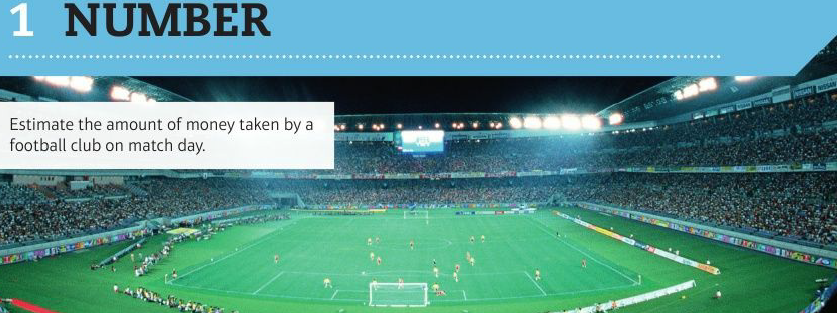 1 NUMBER
Estimate the amount of money taken by a
football club on match day.